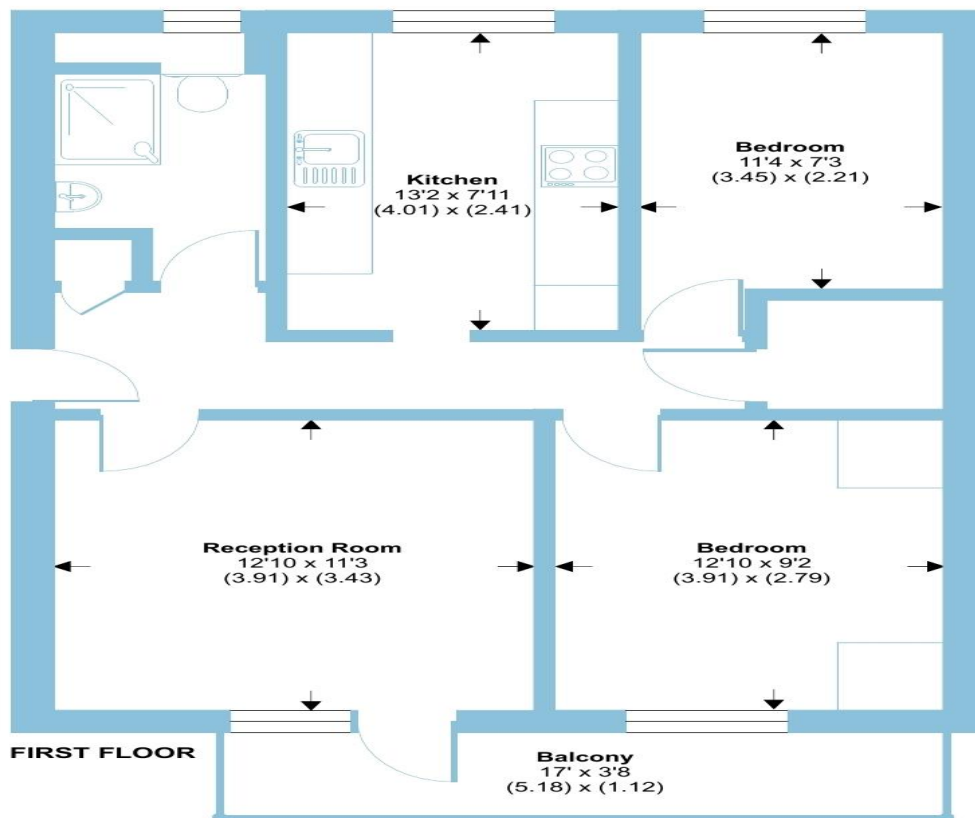 Bedroom
11'4 x 7'3
(3.45) x (2.21)
Kitchen
13'2 x 7'11
(4.01) x (2.41)
Reception Room
12'10 x 11'3
(3.91) x (3.43)
Bedroom
12'10 x 9'2
(3.91) x (2.79)
FIRST FLOOR
Balcony
17' x 3'8
(5.18) x (1.12)